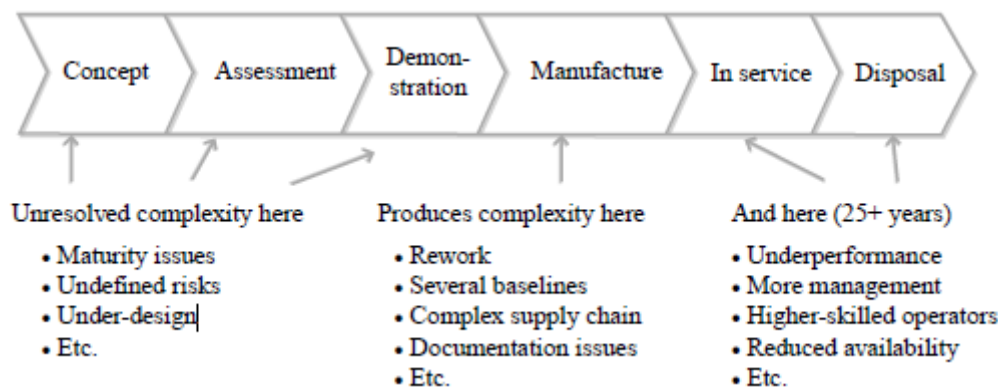 Concept
Assessment
Demon-
stration
Manufacture
In service
Disposal
Unresolved complexity here
• Maturity issues
• Undefined risks
• Under-design
• Etc.
Produces complexity here
• Rework
• Several baselines
• Complex supply chain
• Documentation issues
• Etc.
And here (25+ years)
• Underperformance
• More management
• Higher-skilled operators
• Reduced availability
• Etc.